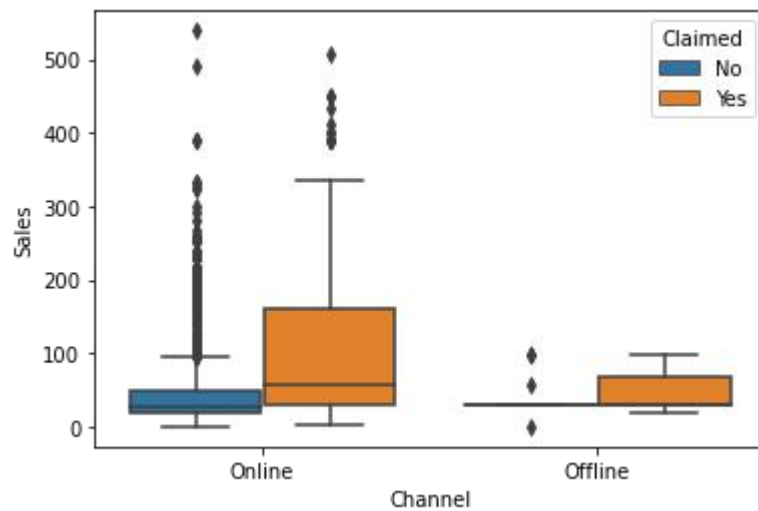 Claimed
No
Yes
500
400
300
200
100
0
Sales
Online
Offline
Channel